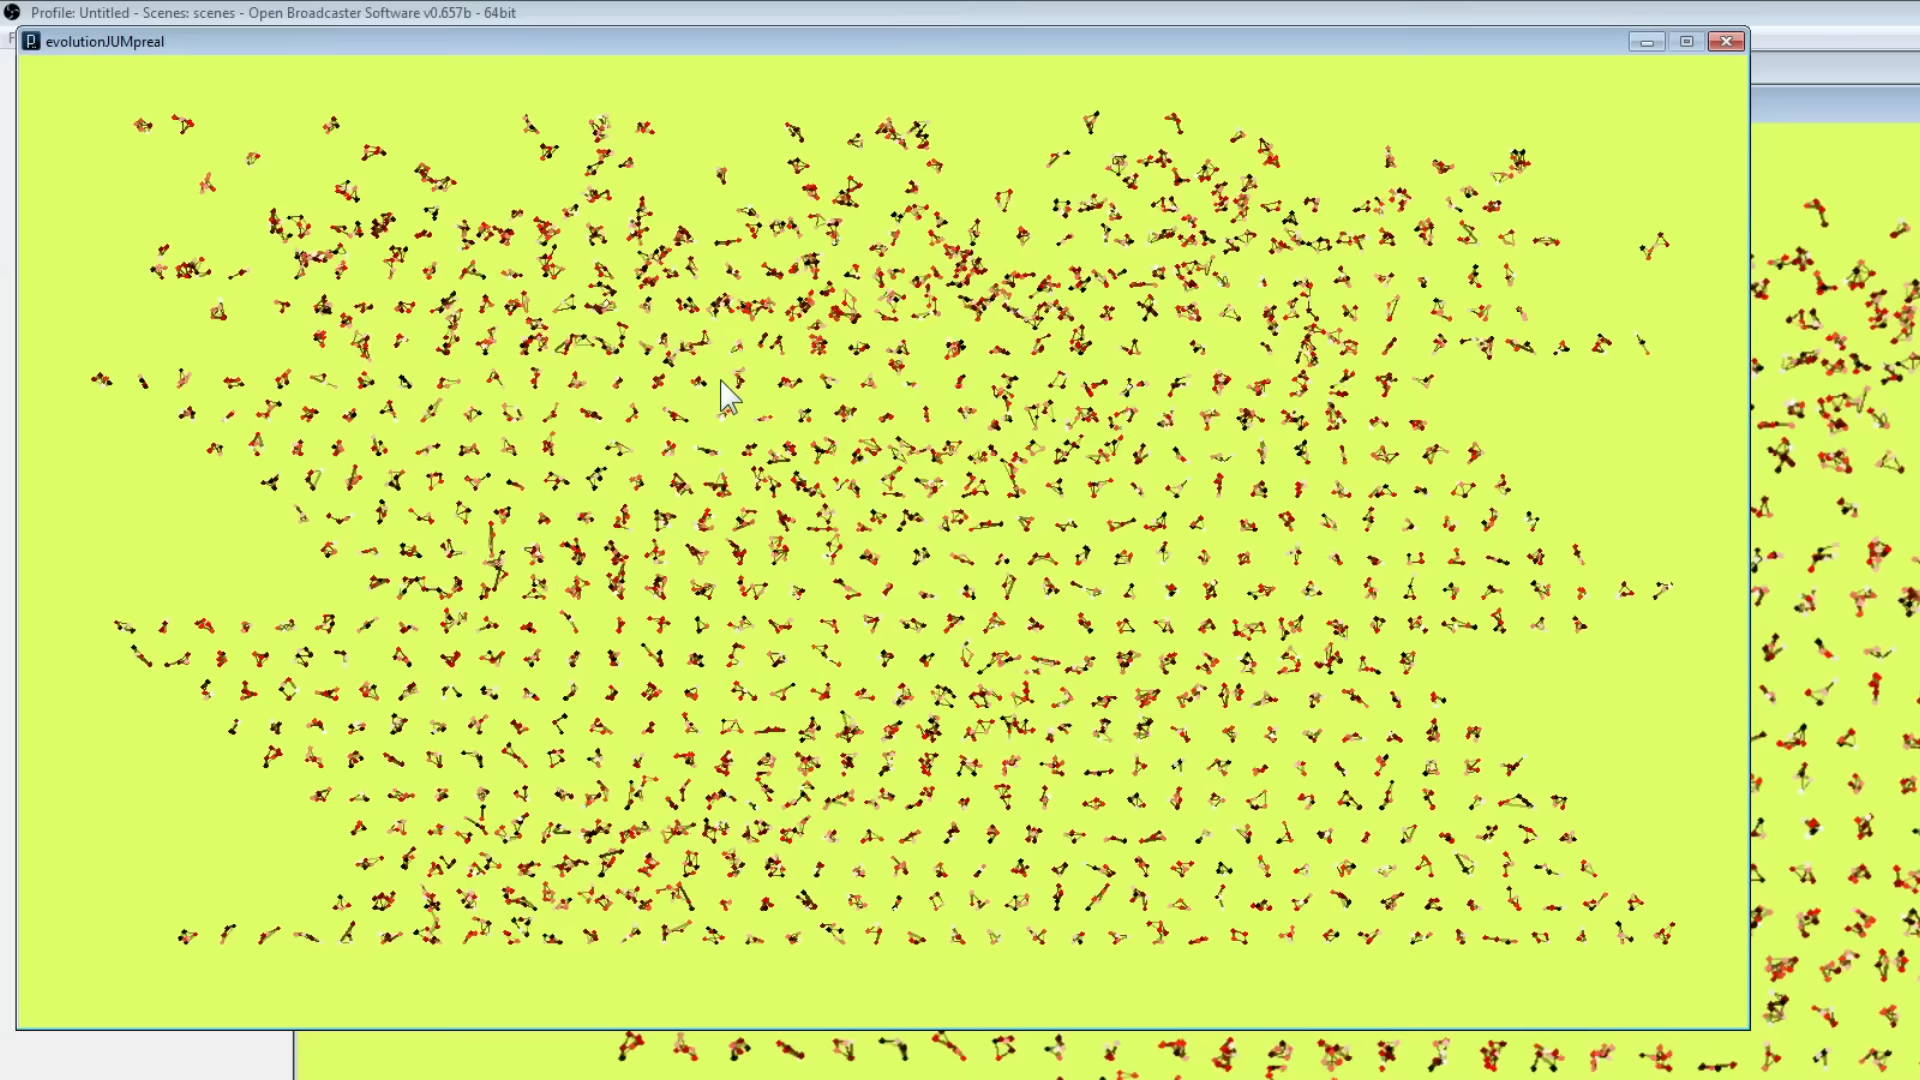 Profile: Untitled - Scenes: scenes - Open Broadcaster Software v0.657b - 64bit
evolutionJUMpreal